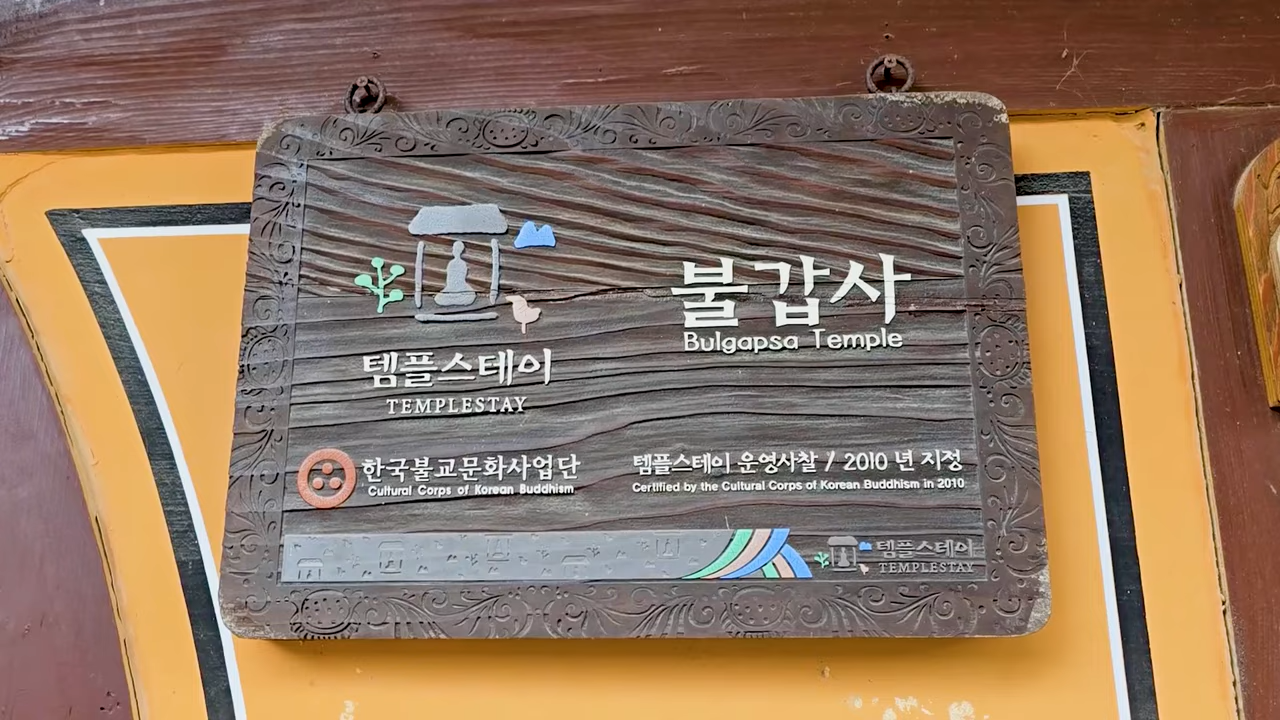 불갑사
Bulgapsa Temple
템플스테이
TEMPLESTAY
한국불교문화사업단
Cultural Corps of Korean Buddhism
템플스테이 운영사찰 / 2010 년 지정
Certified by the Cultural Corps of Korean Buddhism in 2010
템플스테이
TEMPLESTAY